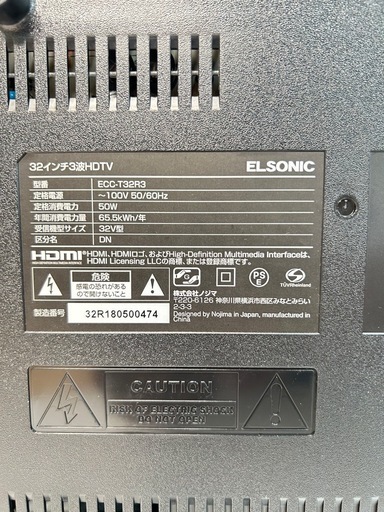 32インチ3波HDTV ELSONIC
型番 ECC-T32R3
定格電源 ～100V 50/60Hz
定格消費電力 50W
年間消費電力量 65.5kWh/年
受信機型サイズ 32V型
区分名 DN
HDMI HDMI、HDMIロゴ、およびHigh-Definition Multimedia Interfaceは、
HDMI Licensing LLCの商標、または登録商標です。
危険
感電の恐れがあるので開けないこと
PSE
TÜVRheinland
株式会社ノジマ
〒220-6126 神奈川県横浜市西区みなとみらい
2-3-3
Designed by Nojima in Japan, manufactured in
China
製造番号 32R180500474
CAUTION
RISK OF ELECTRIC SHOCK
DO NOT OPEN